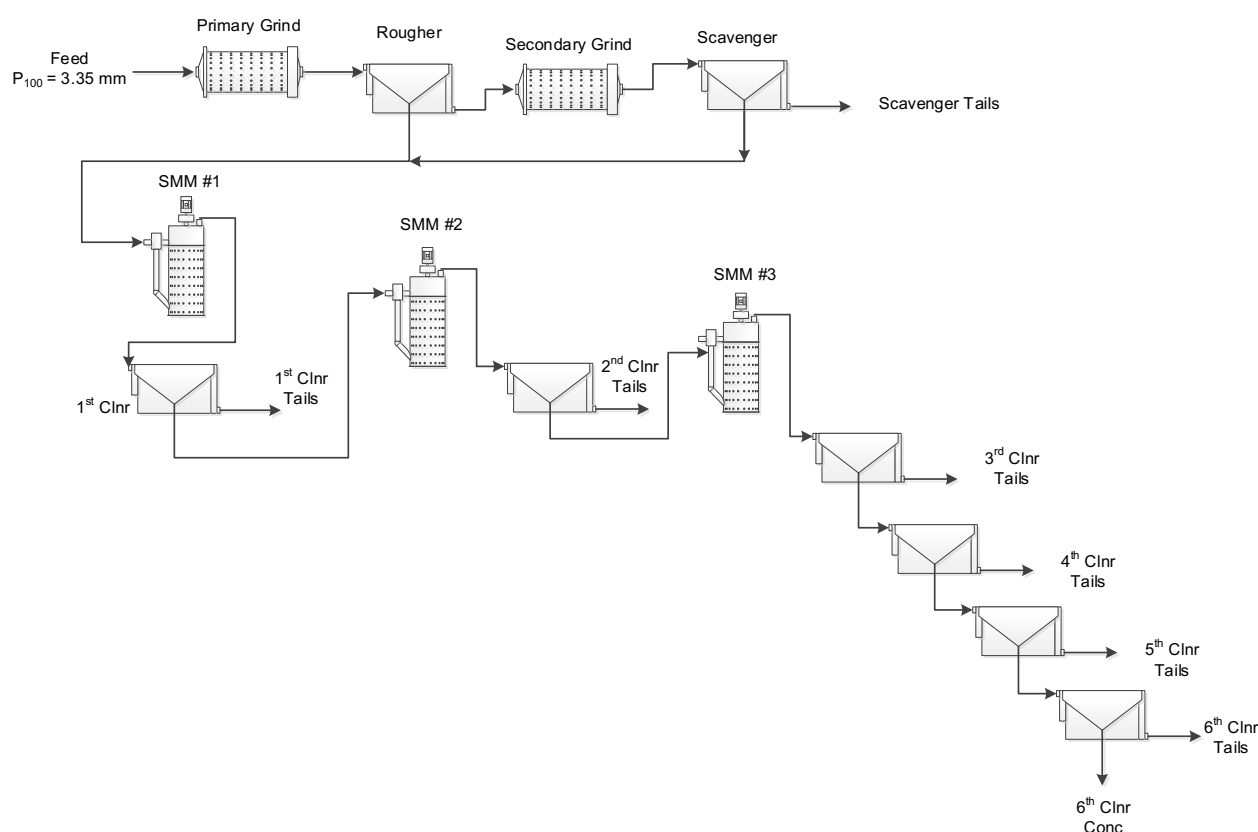 Primary Grind
Rougher
Secondary Grind
Scavenger
Feed
P100 = 3.35 mm
Scavenger Tails
SMM #1
SMM #2
SMM #3
1st Clnr
1st Clnr
Tails
2nd Clnr
Tails
3rd Clnr
Tails
4th Clnr
Tails
5th Clnr
Tails
6th Clnr
Tails
6th Clnr
Conc